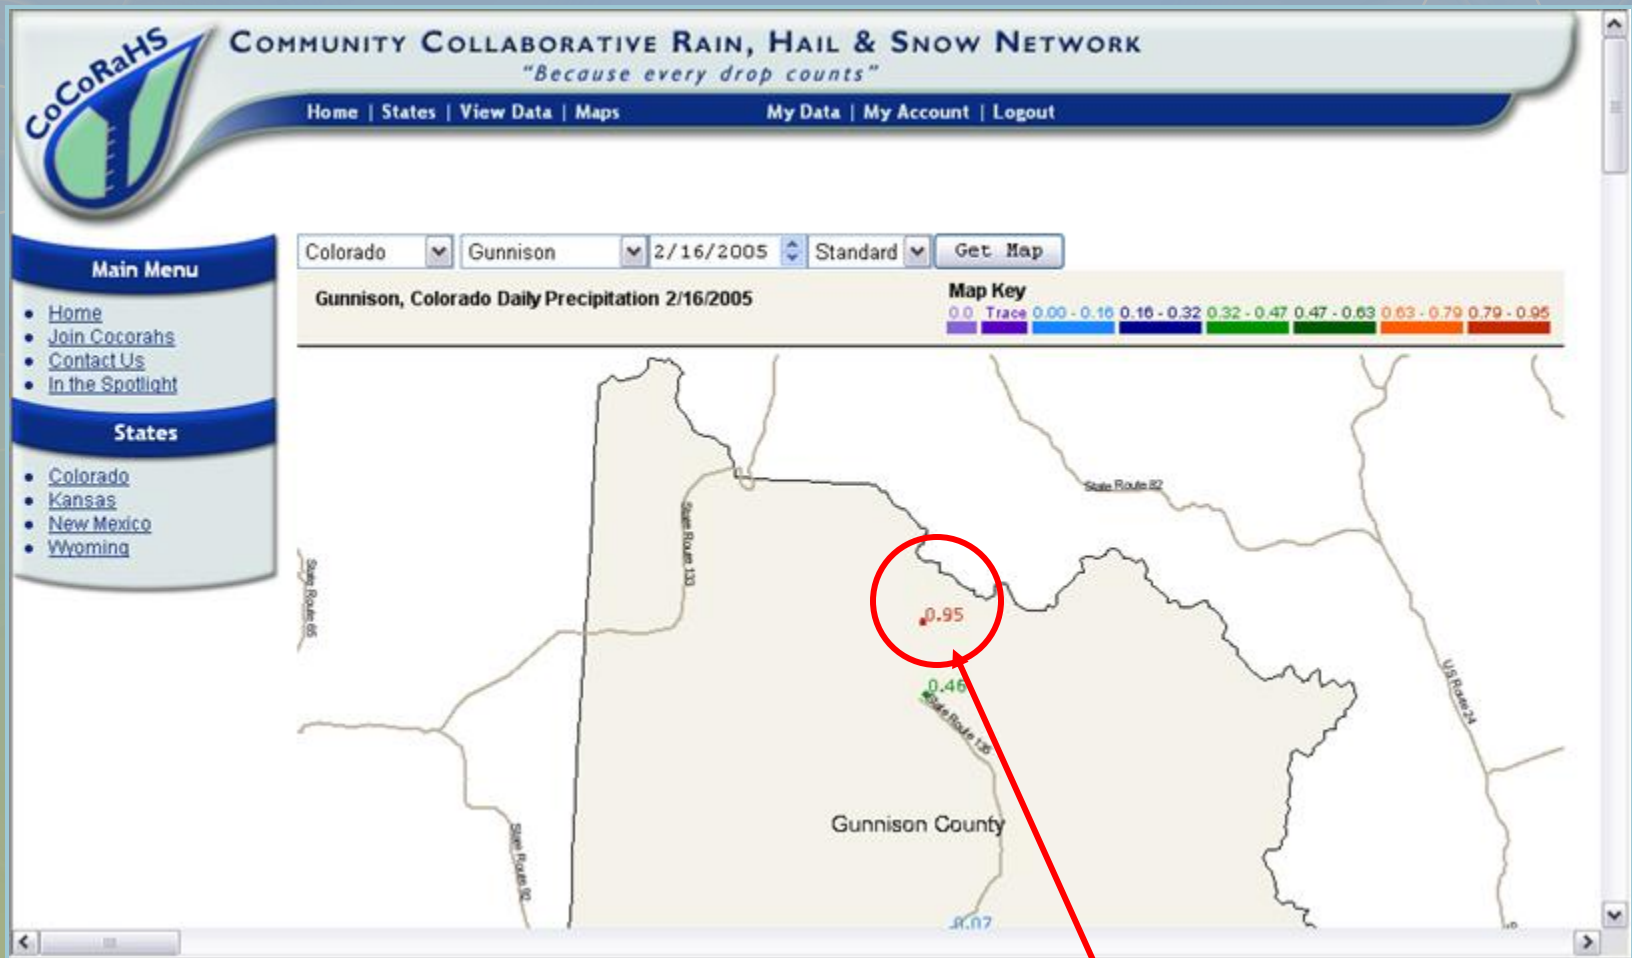 CoCoRaHS
COMMUNITY COLLABORATIVE RAIN, HAIL & SNOW NETWORK
"Because every drop counts"
Home | States | View Data | Maps My Data | My Account | Logout
Main Menu
Home
Join Cocorahs
Contact Us
In the Spotlight
States
Colorado
Kansas
New Mexico
Wyoming
Colorado Gunnison 2/16/2005 Standard Get Map
Gunnison, Colorado Daily Precipitation 2/16/2005
Map Key
0.0 Trace 0.00 - 0.16 0.16 - 0.32 0.32 - 0.47 0.47 - 0.63 0.63 - 0.79 0.79 - 0.95
State Route 82
State Route 133
State Route 65
0.95
0.46
State Route 135
US Route 24
Gunnison County
State Route 92
0.07